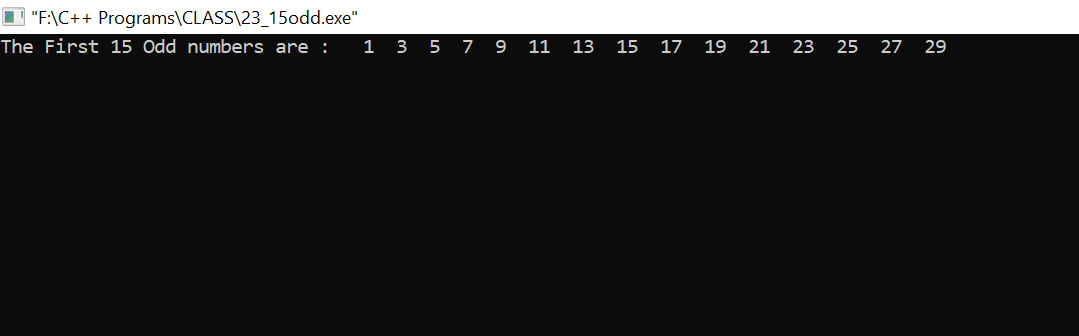 "F:\C++ Programs\CLASS\23_15odd.exe"
The First 15 Odd numbers are :   1  3  5  7  9  11  13  15  17  19  21  23  25  27  29